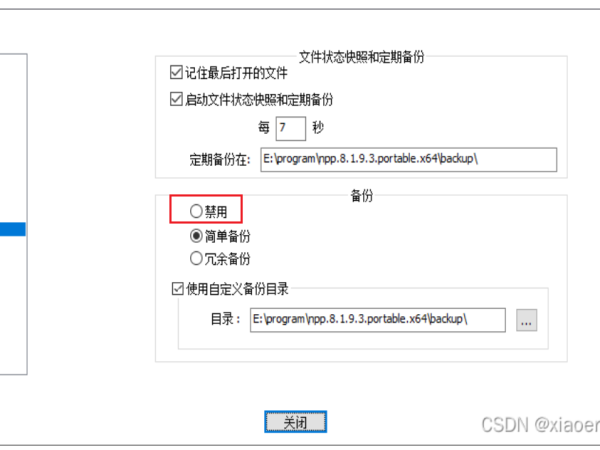 文件状态快照和定期备份
记住最后打开的文件
启动文件状态快照和定期备份
每 7 秒
定期备份在: E:\program\npp.8.1.9.3.portable.x64\backup\
备份
禁用
简单备份
冗余备份
使用自定义备份目录
目录: E:\program\npp.8.1.9.3.portable.x64\backup\ ...
关闭
CSDN @xiaoer